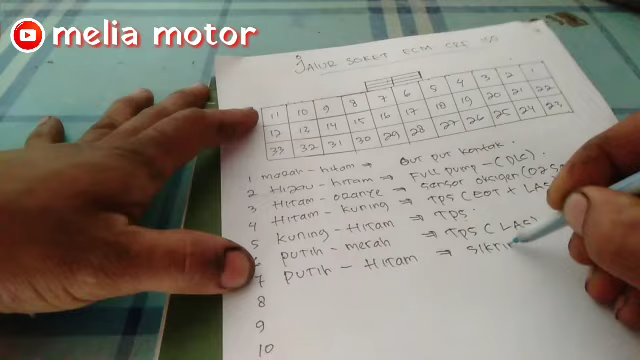 melia motor
JALUR SOKET ECM CRF 150
11 10 9 8 7 6 5 4 3 2 1
12 13 14 15 16 17 18 19 20 21 22
33 32 31 30 29 28 27 26 25 24 23
1 merah - hitam → Out put kontak.
2 Hijau - hitam → Full pump - (DLC).
3 Hitam - oranye → sensor oksigen (O2
4 Hitam - kuning → TPS (EOT + LAS
5 kuning - Hitam → TPS.
6 putih - merah → TPS (LAS)
7 putih - Hitam →
8
9
10